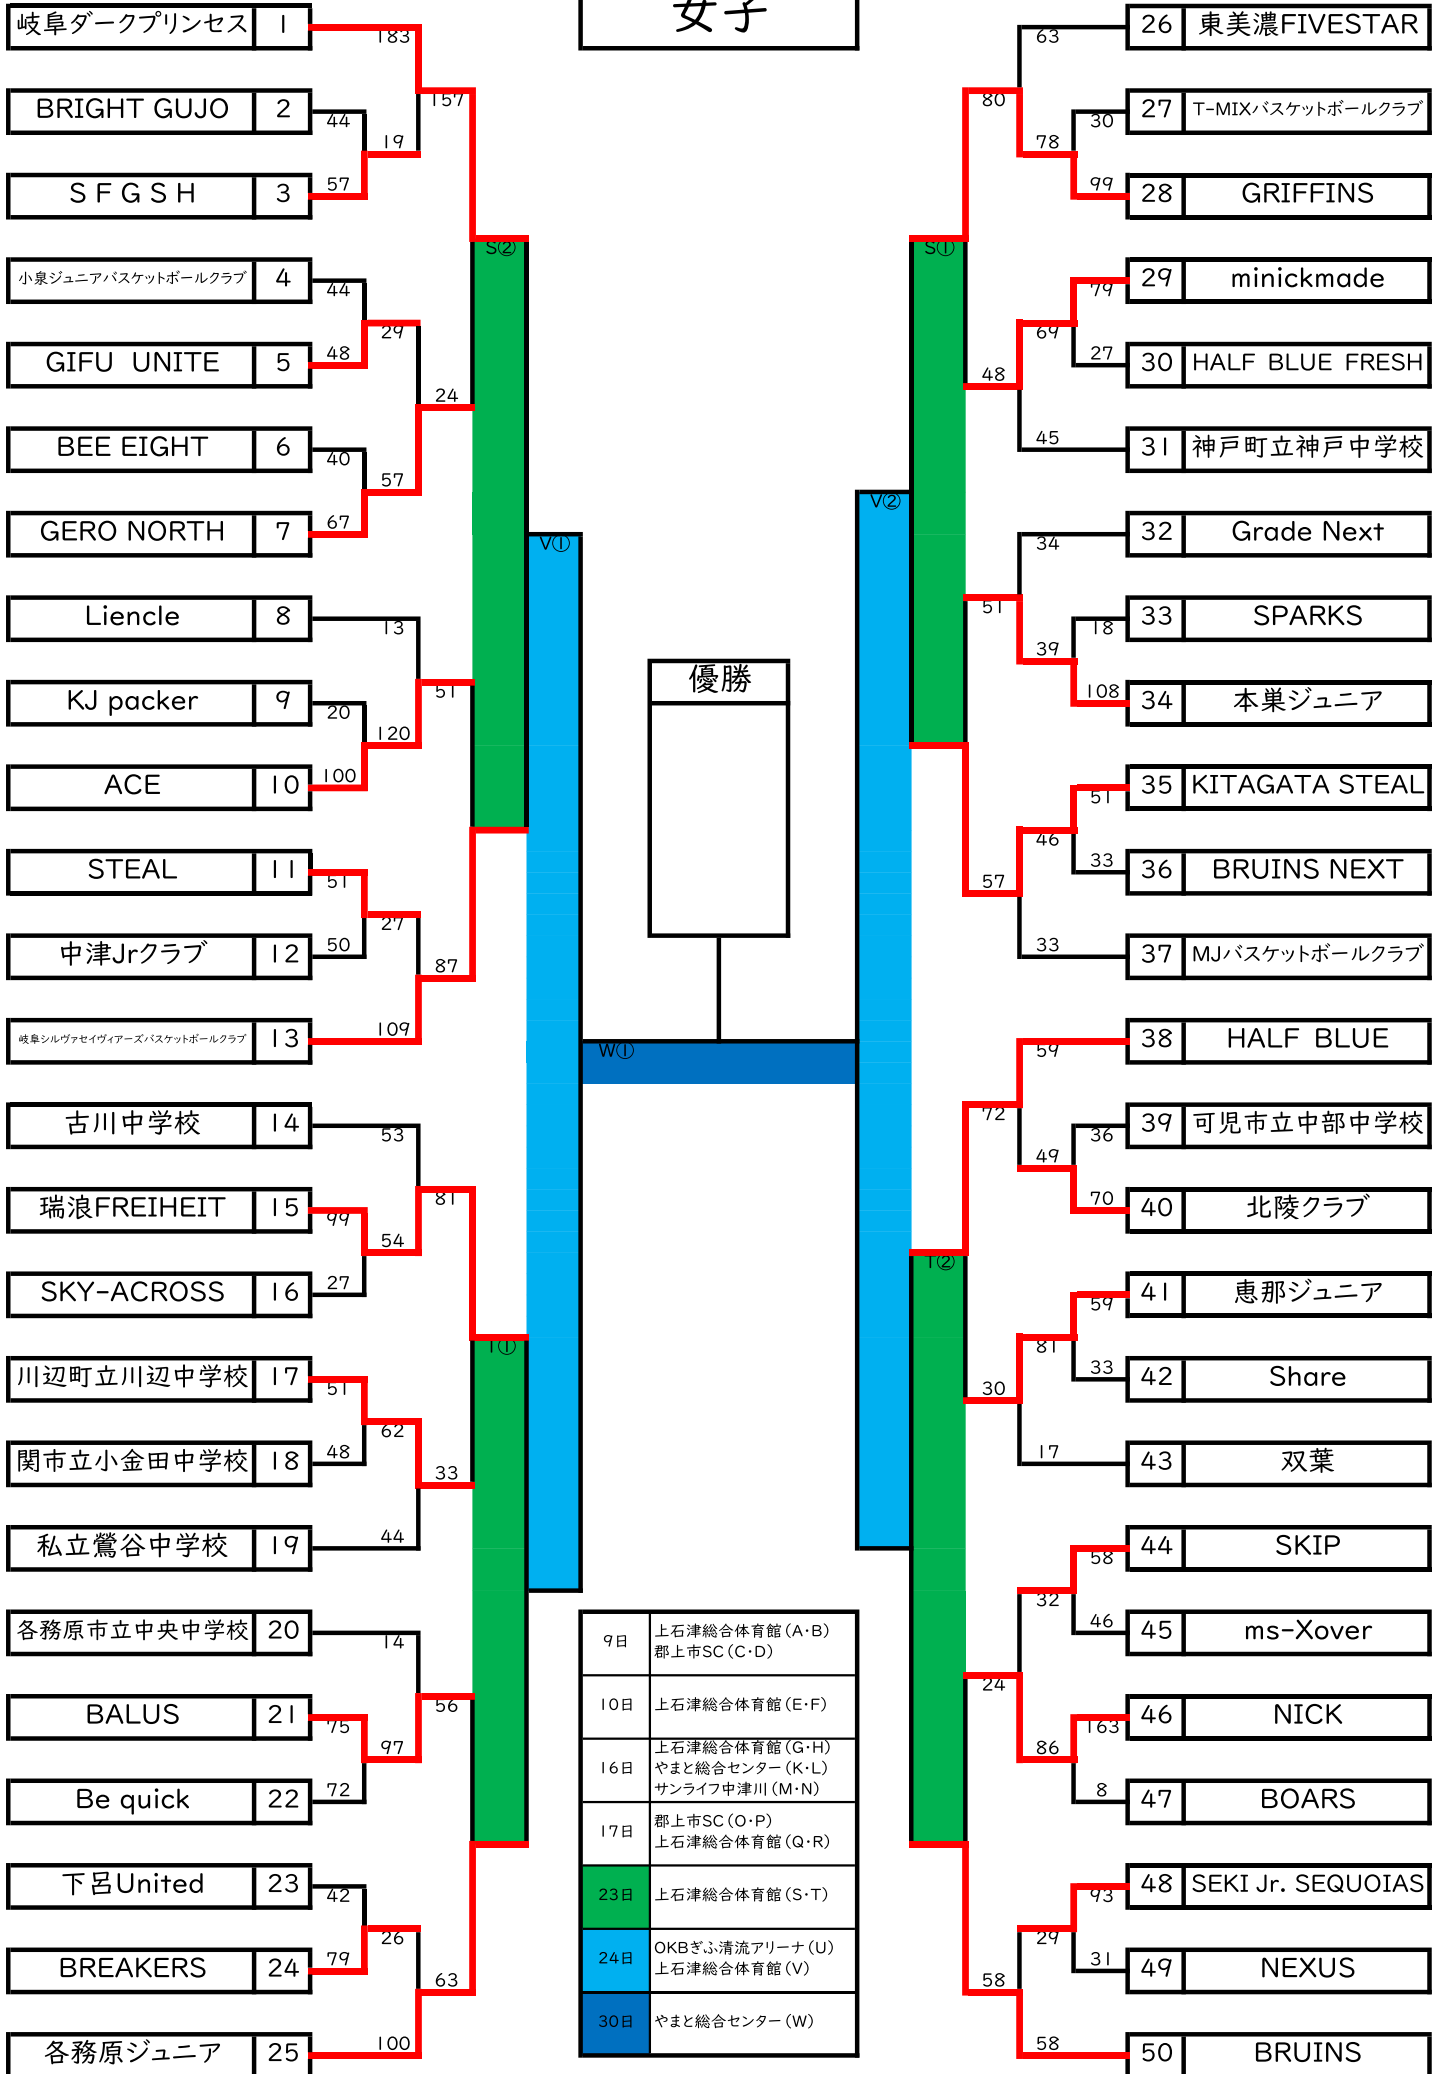 女子
岐阜ダークプリンセス 1
183
BRIGHT GUJO 2
44
157
19
SFGSH 3
57
S②
小泉ジュニアバスケットボールクラブ 4
44
29
GIFU UNITE 5
48
24
BEE EIGHT 6
40
57
GERO NORTH 7
67
V①
Liencle 8
13
KJ packer 9
20
51
120
ACE 10
100
STEAL 11
51
27
中津Jrクラブ 12
50
87
岐阜シルヴァセイヴィアーズバスケットボールクラブ 13
109
古川中学校 14
53
瑞浪FREIHEIT 15
99
81
54
SKY-ACROSS 16
27
T①
川辺町立川辺中学校 17
51
62
関市立小金田中学校 18
48
33
私立鶯谷中学校 19
44
各務原市立中央中学校 20
14
BALUS 21
75
56
97
Be quick 22
72
下呂United 23
42
26
BREAKERS 24
79
63
各務原ジュニア 25
100
優勝
W①
26 東美濃FIVESTAR
63
27 T-MIXバスケットボールクラブ
30
80
78
28 GRIFFINS
99
S①
29 minickmade
79
69
30 HALF BLUE FRESH
27
48
31 神戸町立神戸中学校
45
V②
32 Grade Next
34
33 SPARKS
18
51
39
34 本巣ジュニア
108
35 KITAGATA STEAL
51
46
36 BRUINS NEXT
33
57
37 MJバスケットボールクラブ
33
38 HALF BLUE
59
39 可児市立中部中学校
36
72
49
40 北陵クラブ
70
T②
41 恵那ジュニア
59
81
42 Share
33
30
43 双葉
17
44 SKIP
58
32
45 ms-Xover
46
24
46 NICK
163
86
47 BOARS
8
48 SEKI Jr. SEQUOIAS
93
29
49 NEXUS
31
58
50 BRUINS
58
9日 上石津総合体育館(A・B)
郡上市SC(C・D)
10日 上石津総合体育館(E・F)
16日 上石津総合体育館(G・H)
やまと総合センター(K・L)
サンライフ中津川(M・N)
17日 郡上市SC(O・P)
上石津総合体育館(Q・R)
23日 上石津総合体育館(S・T)
24日 OKBぎふ清流アリーナ(U)
上石津総合体育館(V)
30日 やまと総合センター(W)